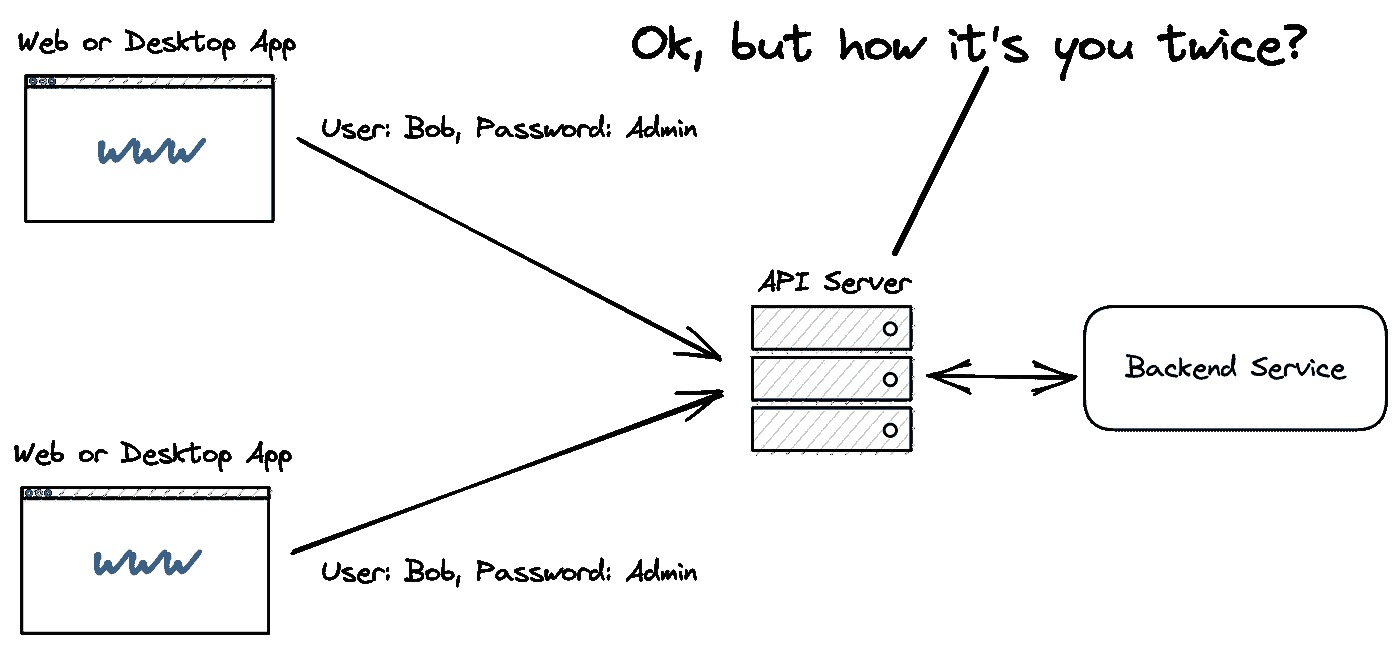 Web or Desktop App
Ok, but how it's you twice?
www
User: Bob, Password: Admin
API Server
Backend Service
Web or Desktop App
www
User: Bob, Password: Admin